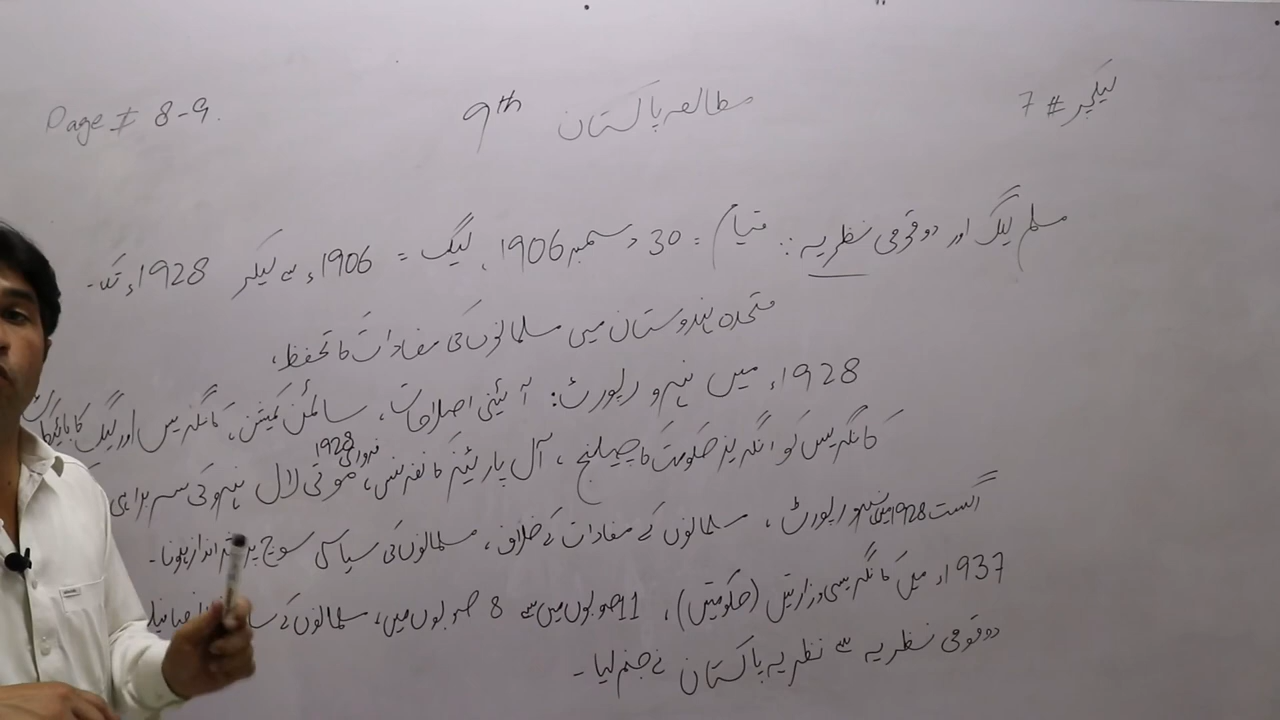 لیکچر # 7 مطالعہ پاکستان 9th Page # 8-9.
مسلم لیگ اور دو قومی نظریہ :. قیام : 30 دسمبر 1906، لیگ = 1906ء سے لیکر 1928ء تک۔
متحدہ ہندوستان میں مسلمانوں کی مفادات کا تحفظ،
1928ء میں نہرو رپورٹ: آئینی اصلاحات، سائمن کمیشن، کانگریس اور لیگ کا بائیکاٹ
کانگریس کو انگریز حکومت کا چیلنج، آل پارٹیز کانفرنس، فروری 1928 موتی لال نہرو کی سربراہی
اگست 1928 میں نہرو رپورٹ، مسلمانوں کے مفادات کے خلاف، مسلمانوں کی سیاسی سوچ پر اثر انداز ہونا۔
1937ء میں کانگریسی وزارتیں (حکومتیں)، 11 صوبوں میں سے 8 صوبوں میں، مسلمانوں کے
دو قومی نظریہ سے نظریہ پاکستان نے جنم لیا۔